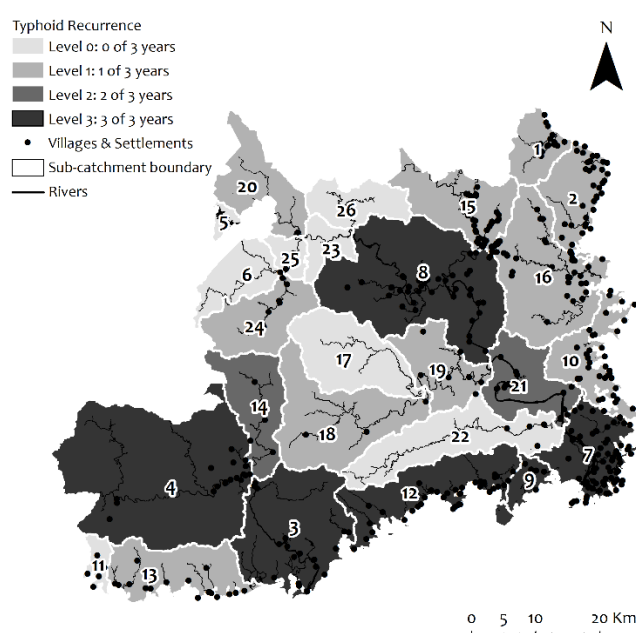 Typhoid Recurrence
Level 0: 0 of 3 years
Level 1: 1 of 3 years
Level 2: 2 of 3 years
Level 3: 3 of 3 years
Villages & Settlements
Sub-catchment boundary
Rivers
N
1
20
2
15
26
5
23
25
8
6
16
24
17
10
19
21
14
18
22
7
9
4
12
3
11
13
0 5 10 20 Km